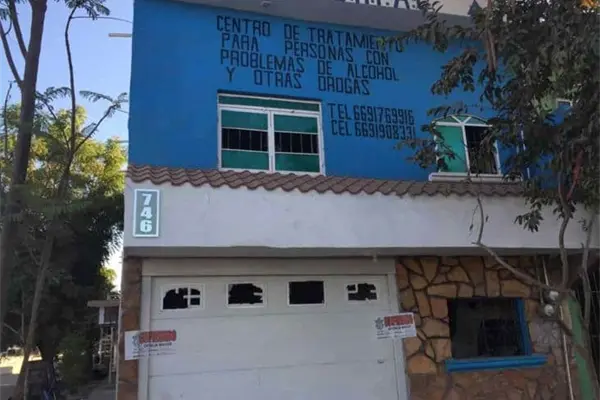 CENTRO DE TRATAMIENTO
PARA PERSONAS CON
PROBLEMAS DE ALCOHOL
Y OTRAS DROGAS
TEL 6691769916
CEL 6691908331
746